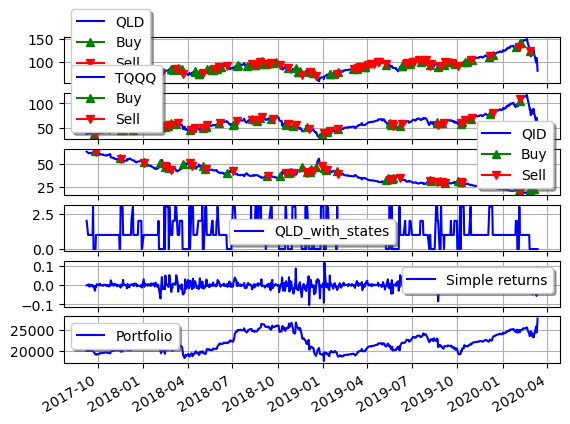 QLD
Buy
Sell
150
100
TQQQ
Buy
Sell
100
50
QID
Buy
Sell
50
25
QLD_with_states
2.5
0.0
Simple returns
0.1
0.0
−0.1
Portfolio
25000
20000
2017-10 2018-01 2018-04 2018-07 2018-10 2019-01 2019-04 2019-07 2019-10 2020-01 2020-04